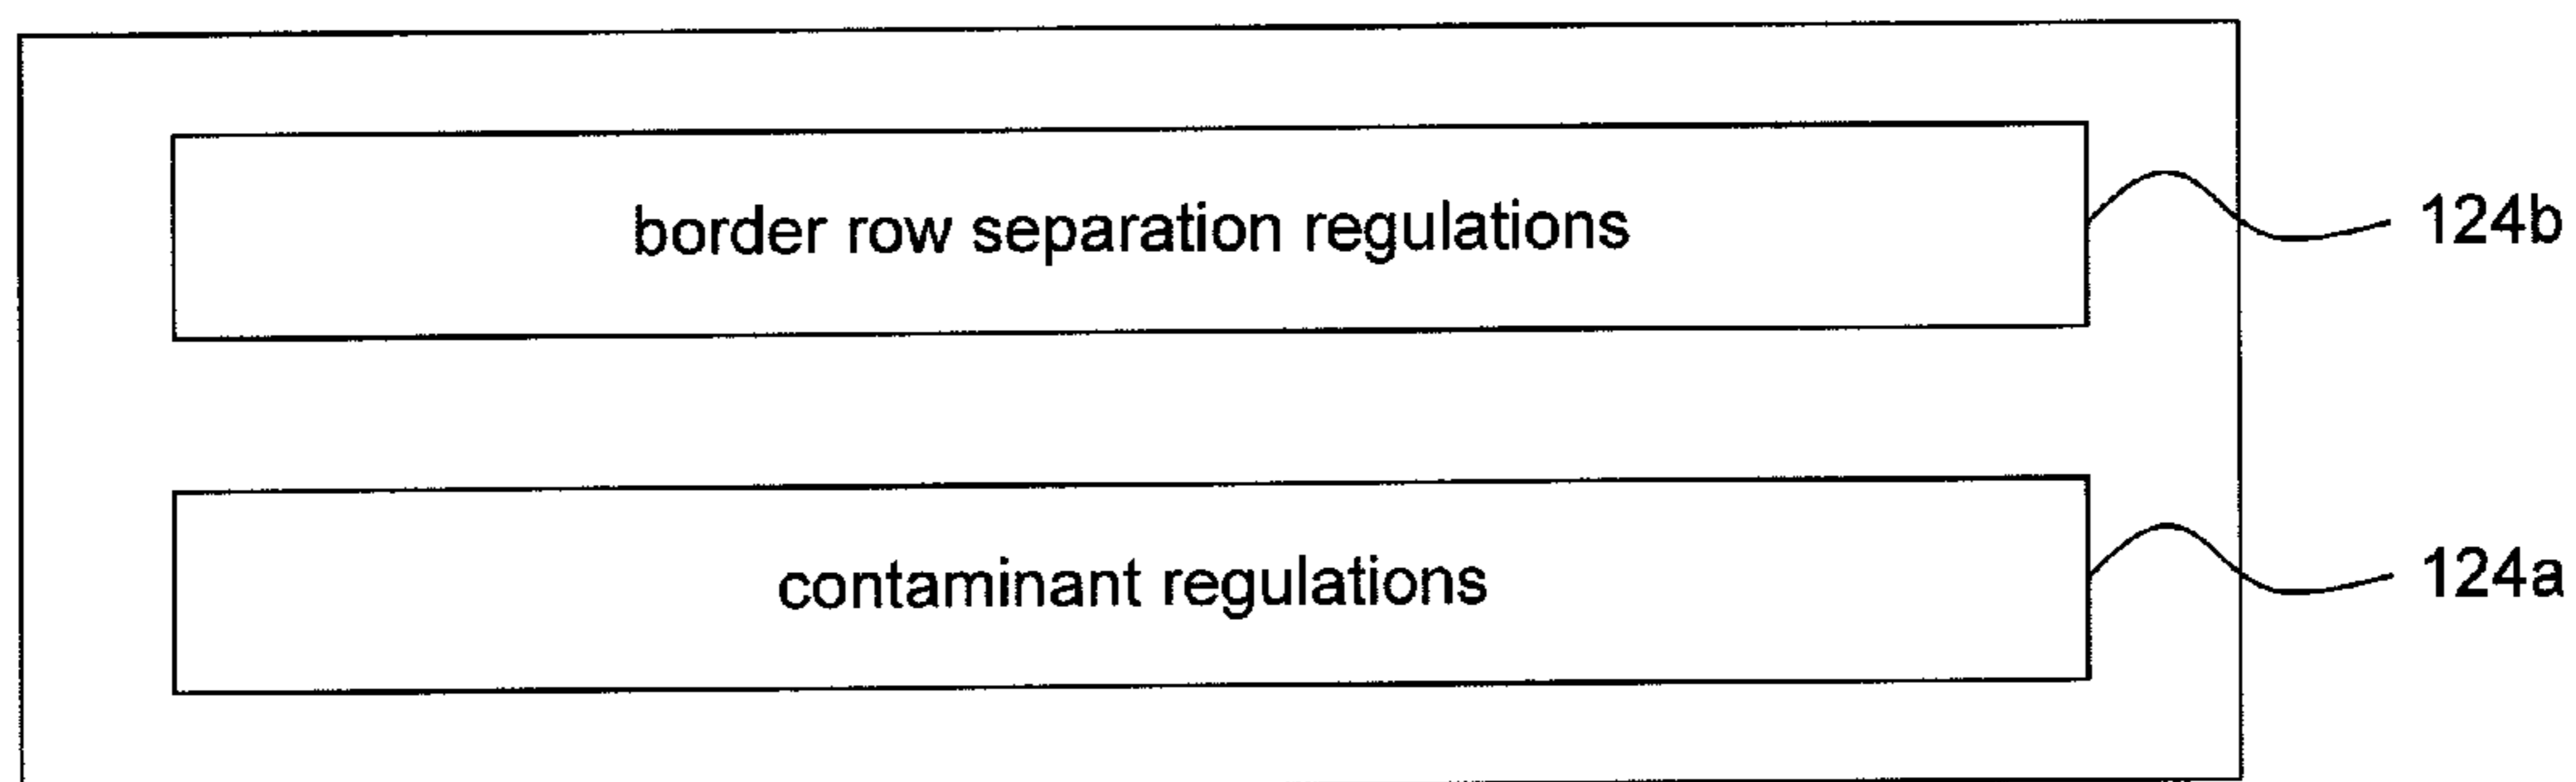 border row separation regulations
124b
contaminant regulations
124a